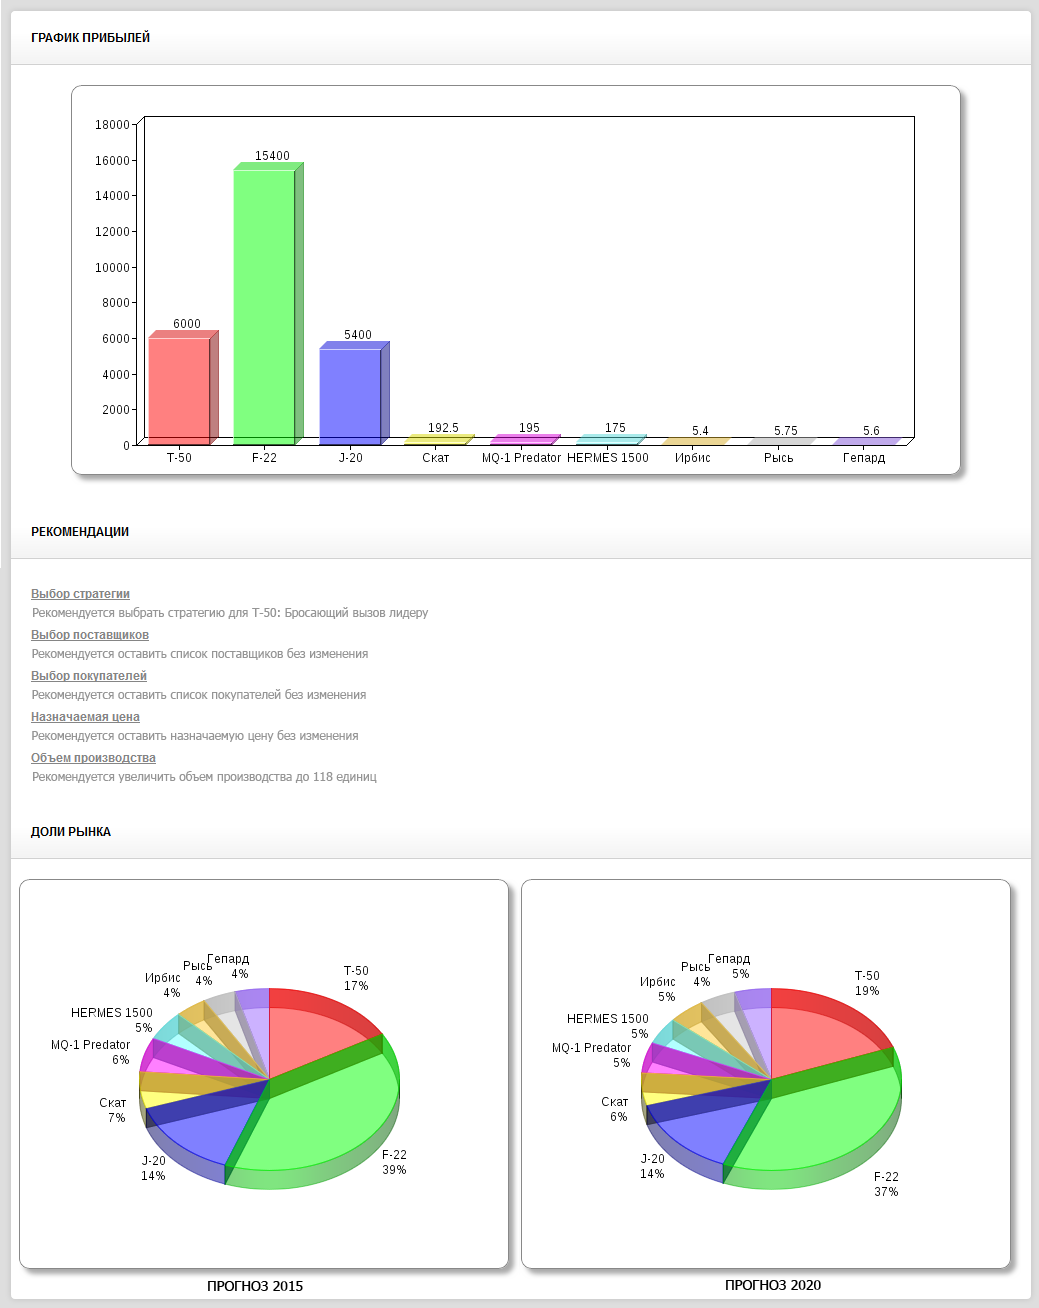 ГРАФИК ПРИБЫЛЕЙ
18000
16000
14000
12000
10000
8000
6000
4000
2000
0
6000
15400
5400
192.5
195
175
5.4
5.75
5.6
T-50
F-22
J-20
Скат
MQ-1 Predator
HERMES 1500
Ирбис
Рысь
Гепард
РЕКОМЕНДАЦИИ
Выбор стратегии
Рекомендуется выбрать стратегию для Т-50: Бросающий вызов лидеру
Выбор поставщиков
Рекомендуется оставить список поставщиков без изменения
Выбор покупателей
Рекомендуется оставить список покупателей без изменения
Назначаемая цена
Рекомендуется оставить назначаемую цену без изменения
Объем производства
Рекомендуется увеличить объем производства до 118 единиц
ДОЛИ РЫНКА
Гепард
4%
Рысь
4%
Ирбис
4%
HERMES 1500
5%
MQ-1 Predator
6%
Скат
7%
J-20
14%
T-50
17%
F-22
39%
ПРОГНОЗ 2015
Гепард
5%
Рысь
4%
Ирбис
5%
HERMES 1500
5%
MQ-1 Predator
5%
Скат
6%
J-20
14%
T-50
19%
F-22
37%
ПРОГНОЗ 2020